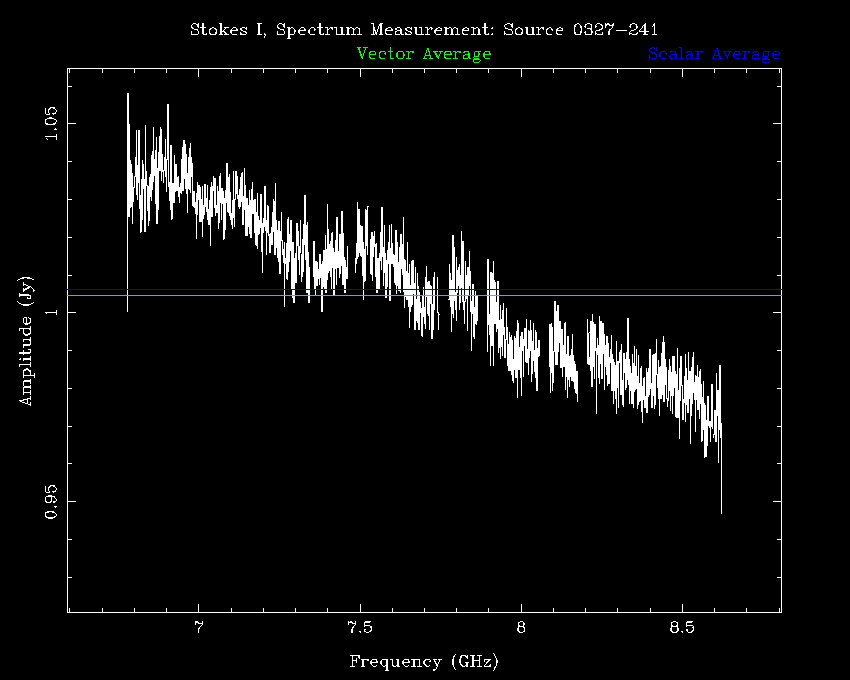 Stokes I, Spectrum Measurement: Source 0327−241
Vector Average Scalar Average
1.05
1
0.95
Amplitude (Jy)
7 7.5 8 8.5
Frequency (GHz)